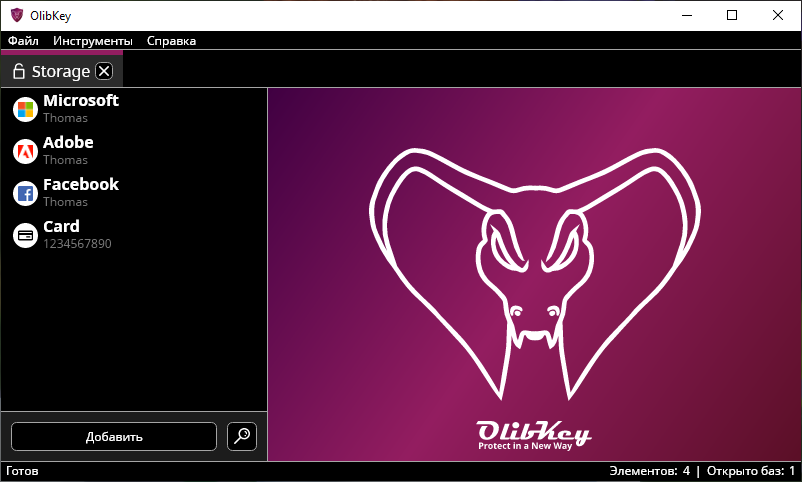 OlibKey
Файл Инструменты Справка
Storage
Microsoft
Thomas
Adobe
Thomas
Facebook
Thomas
Card
1234567890
OlibKey
Protect in a New Way
Добавить
Готов
Элементов: 4 | Открыто баз: 1